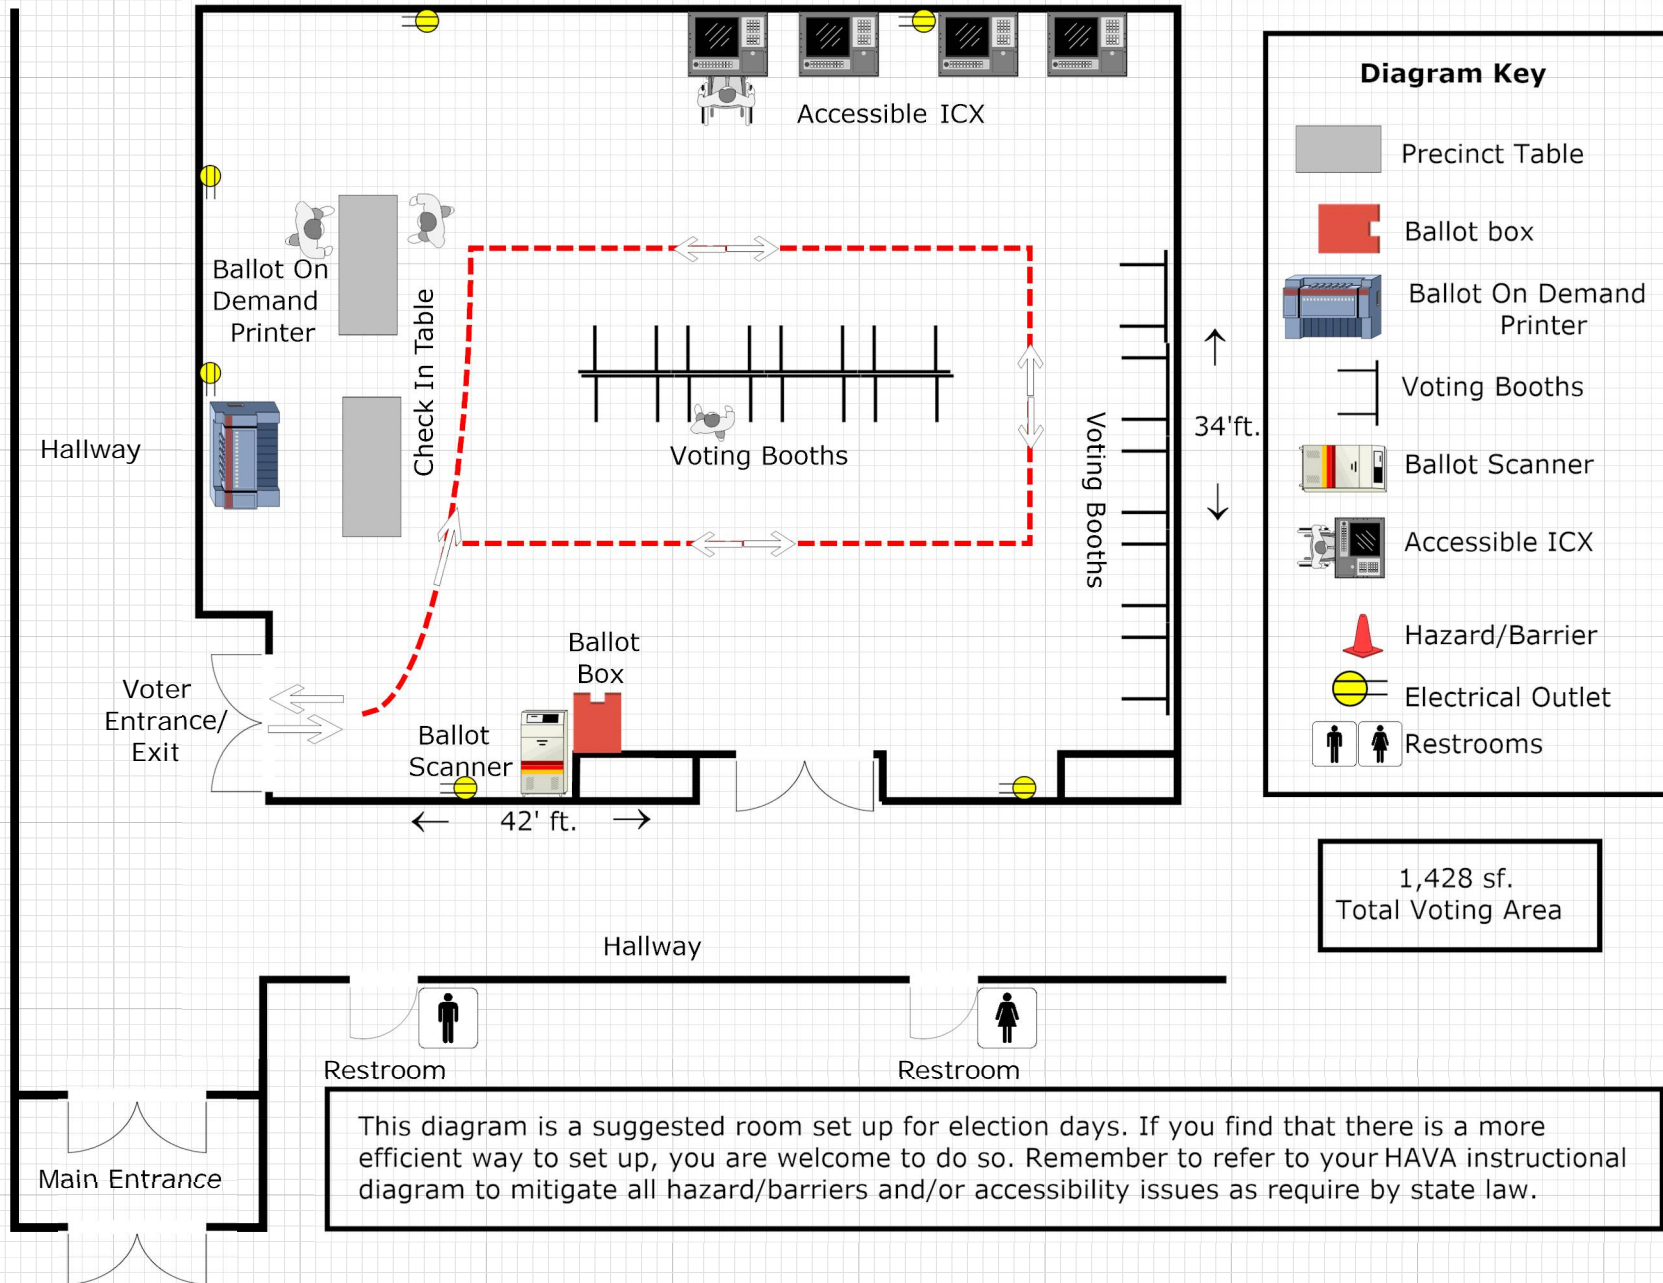 Accessible ICX
Ballot On
Demand
Printer
Check In Table
Hallway
Voting Booths
Voting Booths
34'ft.
Voter
Entrance/
Exit
Ballot
Box
Ballot
Scanner
42' ft.
Hallway
Restroom
Restroom
Main Entrance
Diagram Key
Precinct Table
Ballot box
Ballot On Demand
Printer
Voting Booths
Ballot Scanner
Accessible ICX
Hazard/Barrier
Electrical Outlet
Restrooms
1,428 sf.
Total Voting Area
This diagram is a suggested room set up for election days. If you find that there is a more
efficient way to set up, you are welcome to do so. Remember to refer to your HAVA instructional
diagram to mitigate all hazard/barriers and/or accessibility issues as require by state law.